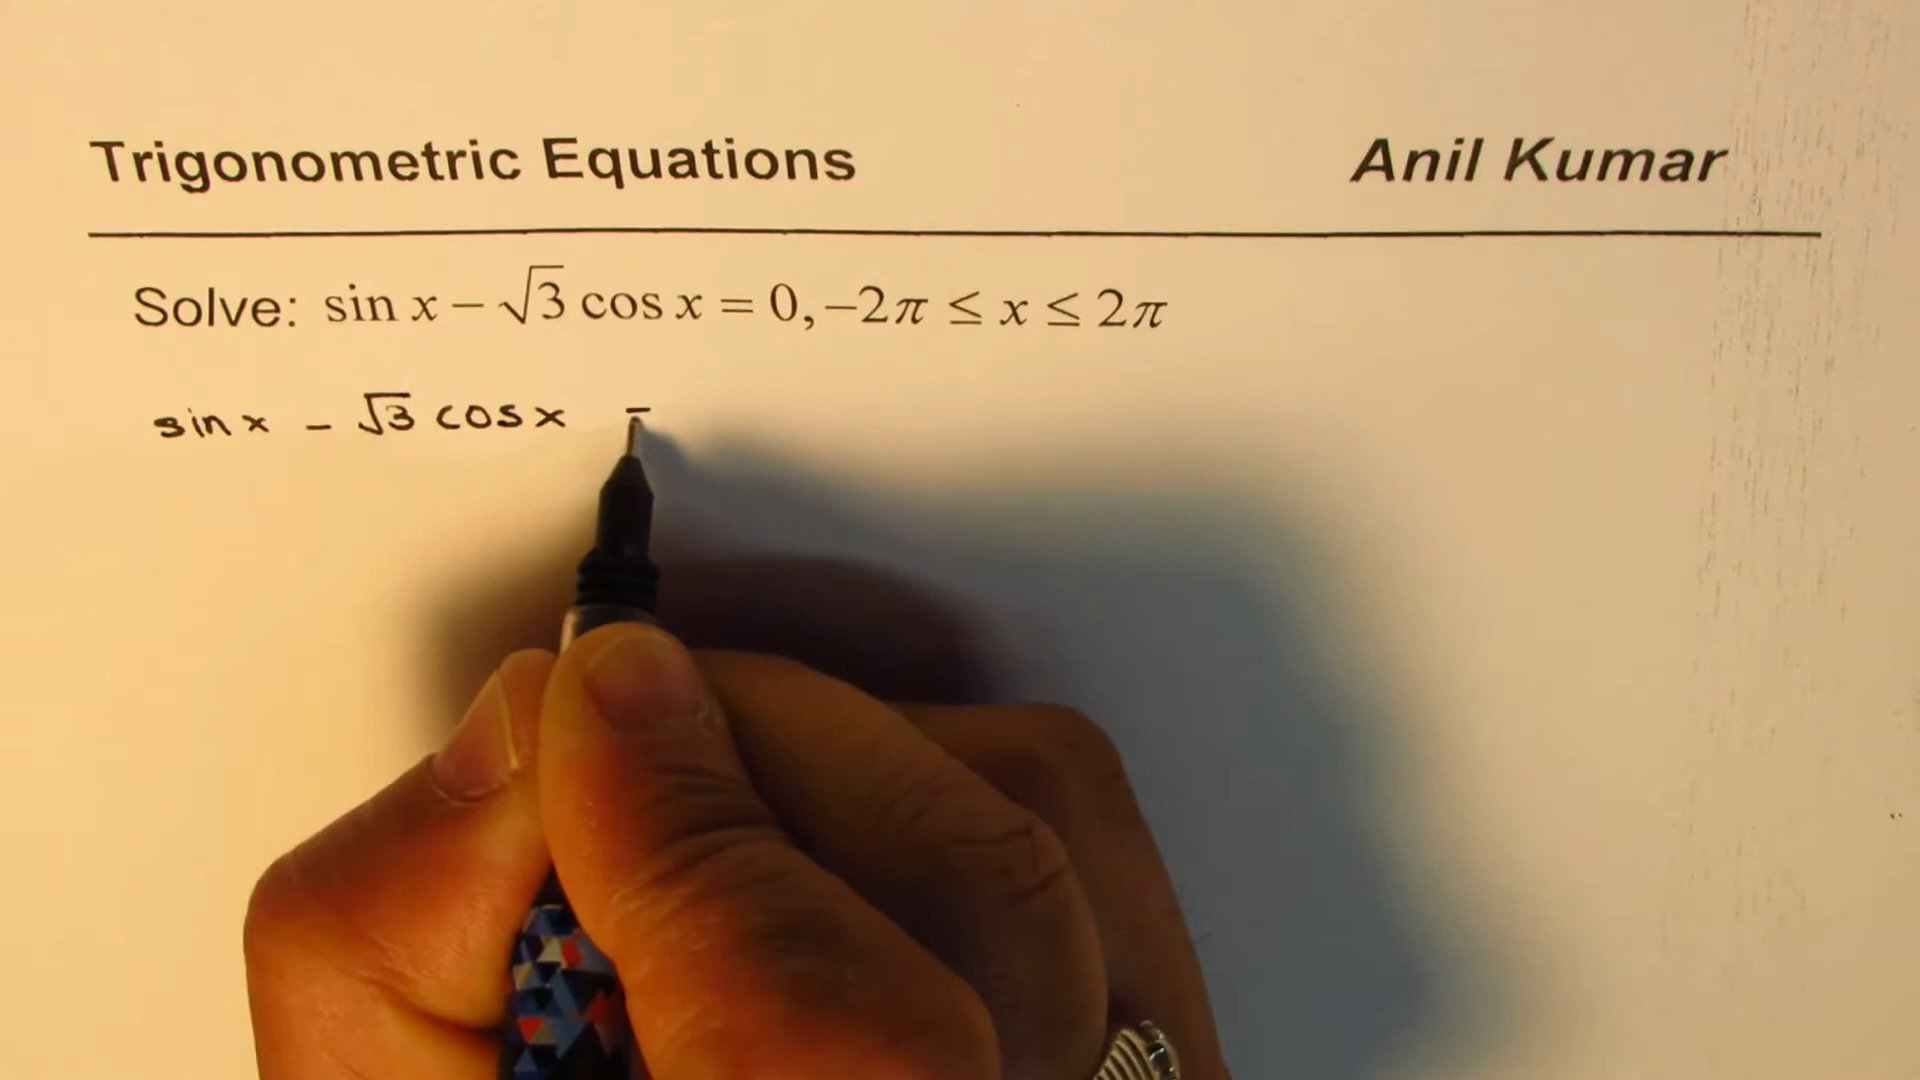 Trigonometric Equations Anil Kumar
Solve: sin x − √3 cos x = 0, −2π ≤ x ≤ 2π
sin x − √3 cos x =